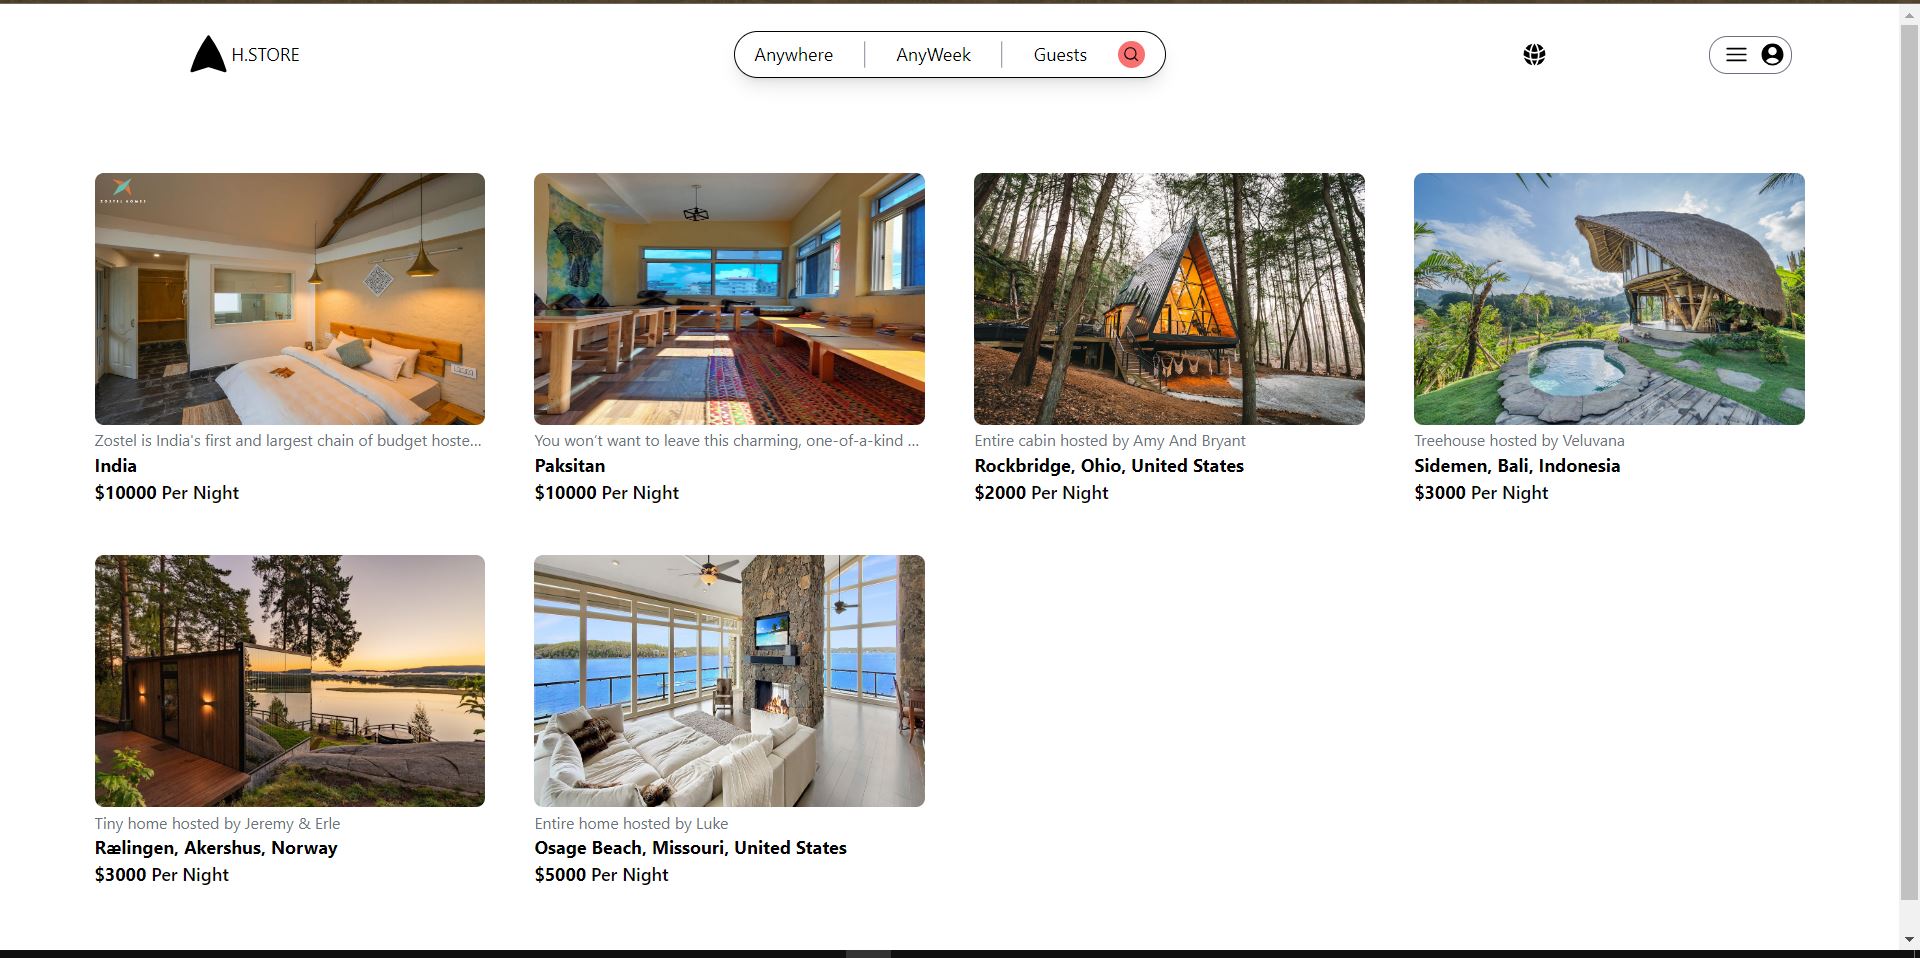 H.STORE
Anywhere
AnyWeek
Guests
ZOSTEL HOMES
Zostel is India's first and largest chain of budget hoste...
India
$10000 Per Night
You won’t want to leave this charming, one-of-a-kind ...
Paksitan
$10000 Per Night
Entire cabin hosted by Amy And Bryant
Rockbridge, Ohio, United States
$2000 Per Night
Treehouse hosted by Veluvana
Sidemen, Bali, Indonesia
$3000 Per Night
Tiny home hosted by Jeremy & Erle
Rælingen, Akershus, Norway
$3000 Per Night
Entire home hosted by Luke
Osage Beach, Missouri, United States
$5000 Per Night